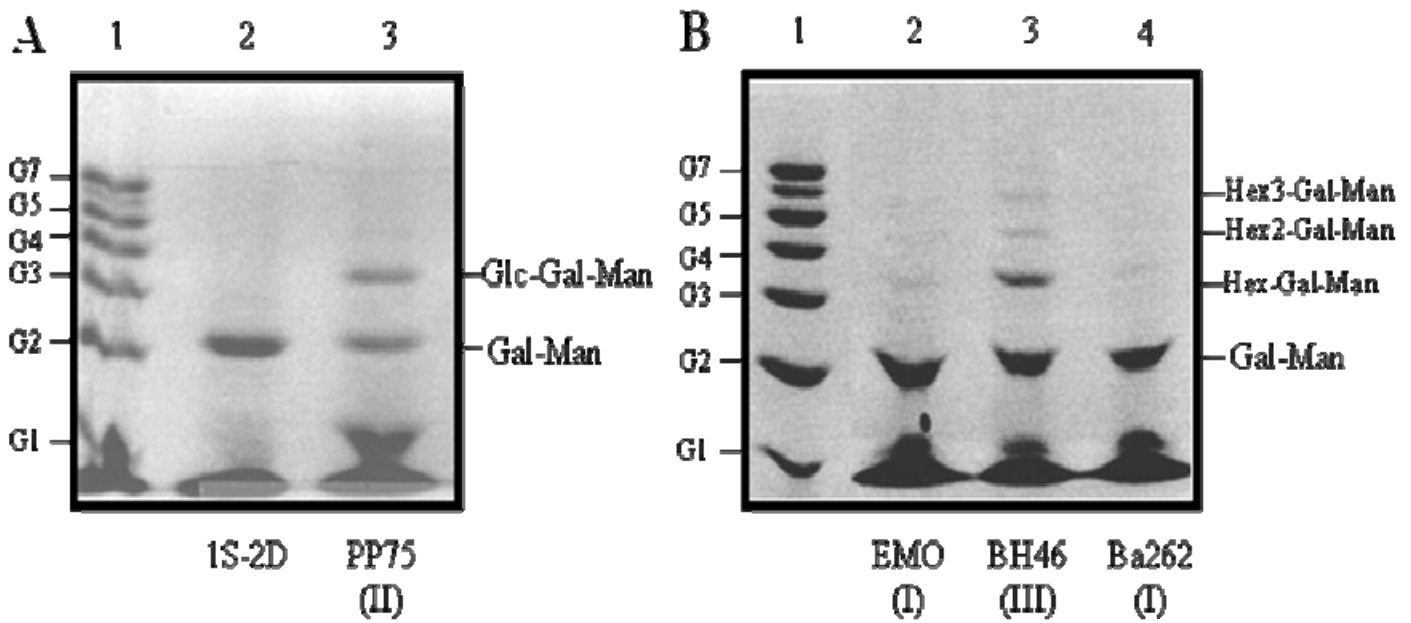 A 1 2 3
G7
G5
G4
G3 Glc-Gal-Man
G2 Gal-Man
G1
1S-2D PP75
(II)
B 1 2 3 4
G7 Hex3-Gal-Man
G5 Hex2-Gal-Man
G4
G3 Hex-Gal-Man
G2 Gal-Man
G1
EMO BH46 Ba262
(I) (III) (I)